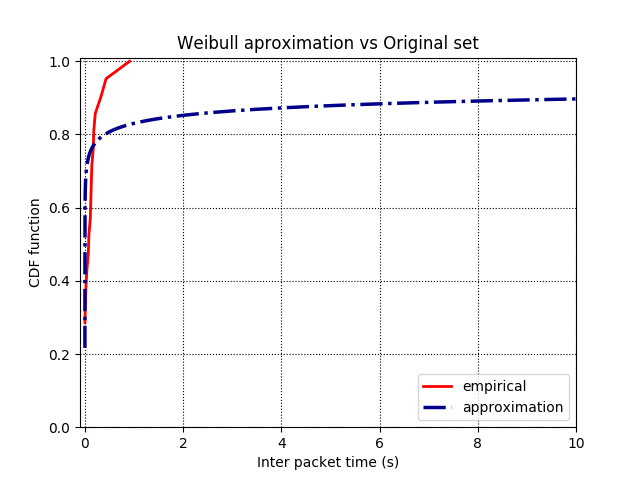 Weibull aproximation vs Original set
CDF function
1.0
0.8
0.6
0.4
0.2
0.0
0 2 4 6 8 10
Inter packet time (s)
empirical
approximation